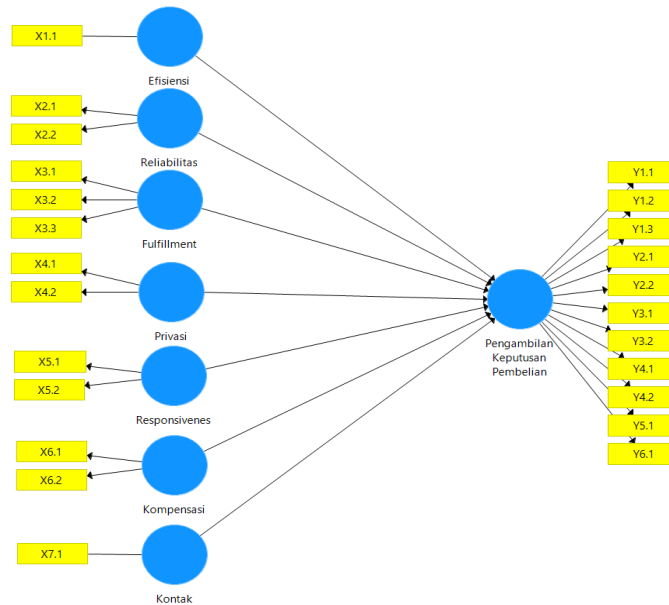 X1.1
Efisiensi
X2.1
X2.2
Reliabilitas
X3.1
X3.2
X3.3
Fulfillment
X4.1
X4.2
Privasi
X5.1
X5.2
Responsivenes
X6.1
X6.2
Kompensasi
X7.1
Kontak
Pengambilan
Keputusan
Pembelian
Y1.1
Y1.2
Y1.3
Y2.1
Y2.2
Y3.1
Y3.2
Y4.1
Y4.2
Y5.1
Y6.1